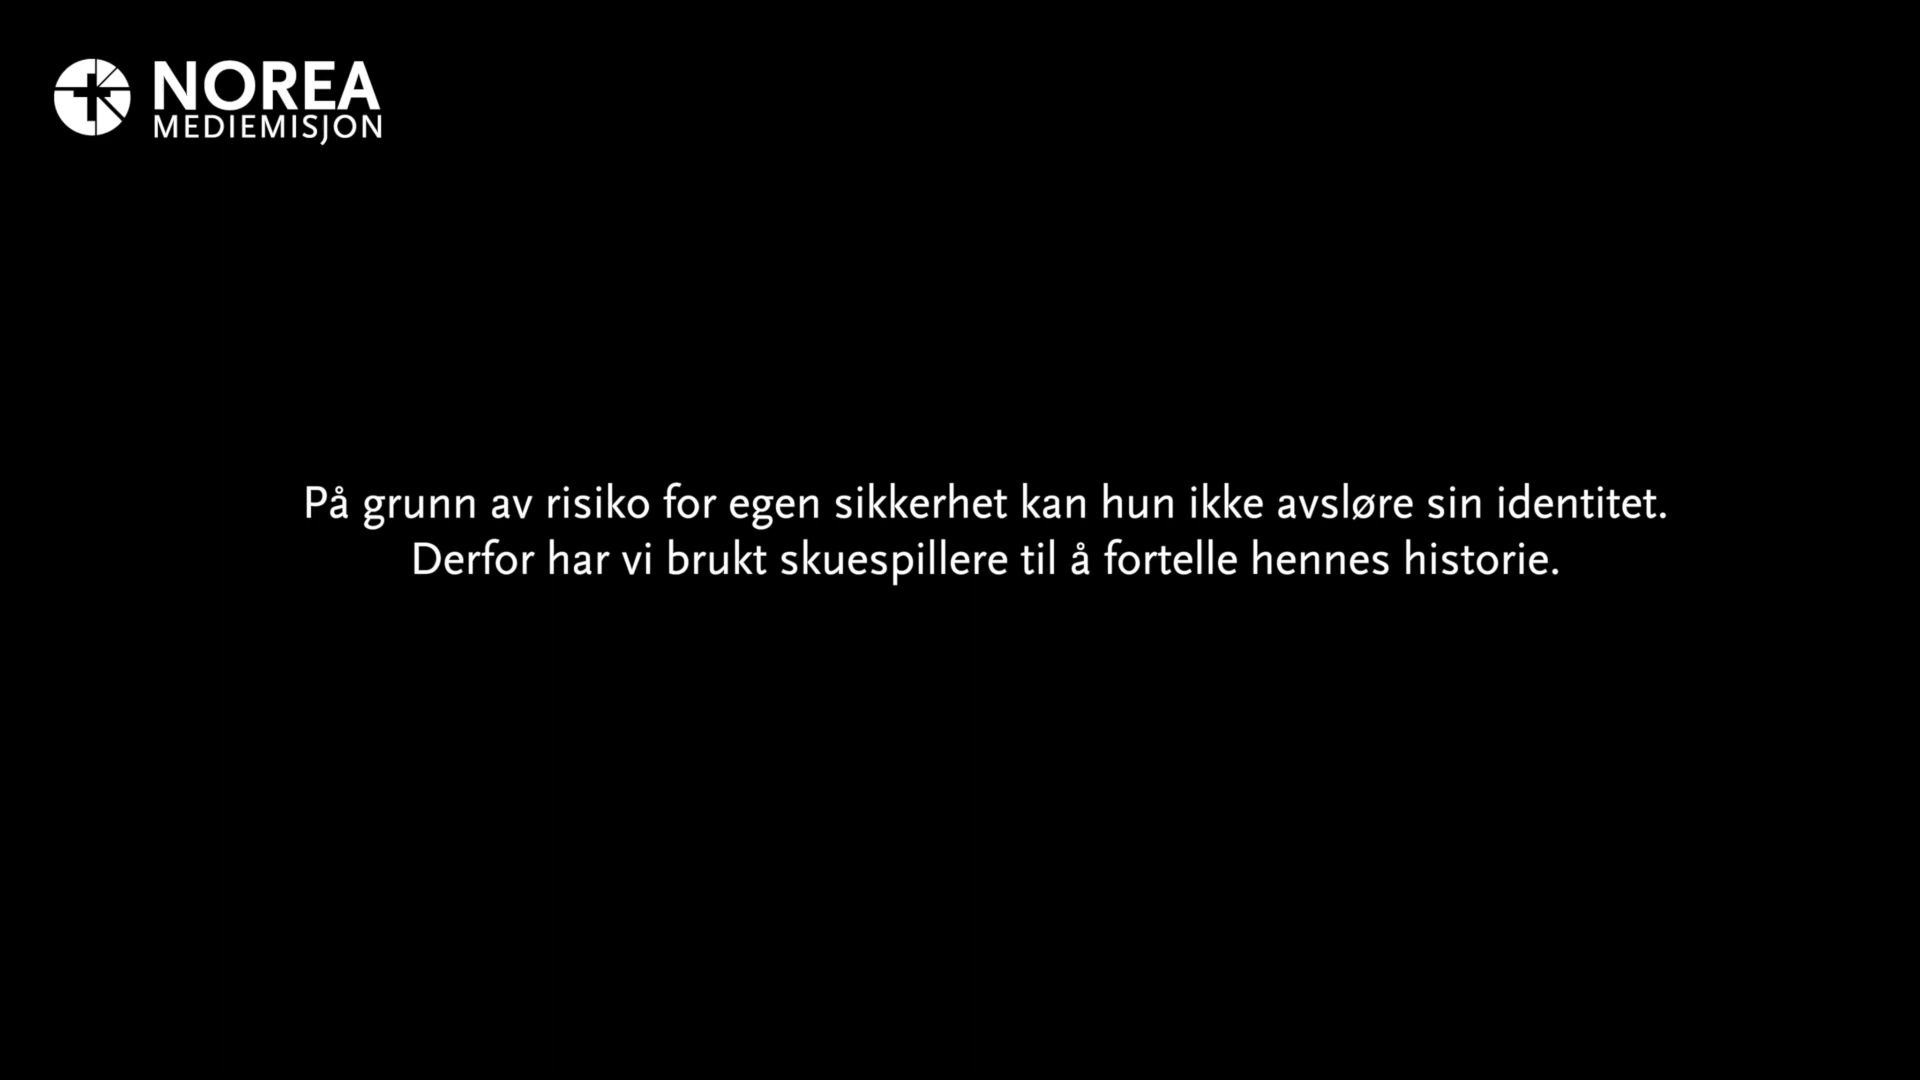 NOREA
MEDIEMISJON
På grunn av risiko for egen sikkerhet kan hun ikke avsløre sin identitet.
Derfor har vi brukt skuespillere til å fortelle hennes historie.